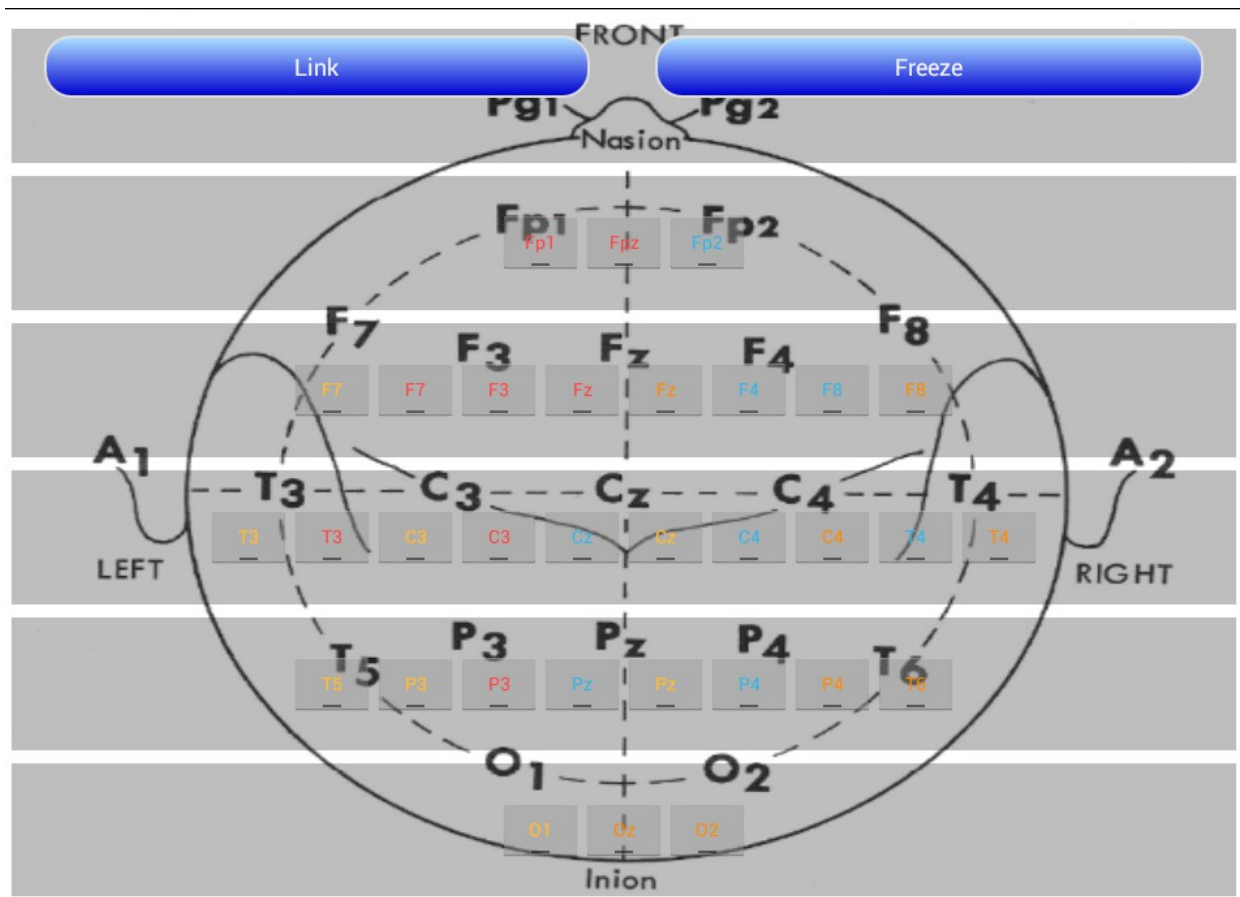 FRONT
Link Freeze
Pg1 Pg2
Nasion
Fp1 Fp2
Fp1 Fpz Fp2
F7 F8
F3 Fz F4
F7 F7 F3 Fz Fz F4 F8 F8
A1 A2
T3 C3 Cz C4 T4
T3 T3 C3 C3 Cz Cz C4 C4 T4 T4
LEFT RIGHT
P3 Pz P4
T5 T6
T5 P3 P3 Pz Pz P4 P4 T6
O1 O2
O1 Oz O2
Inion